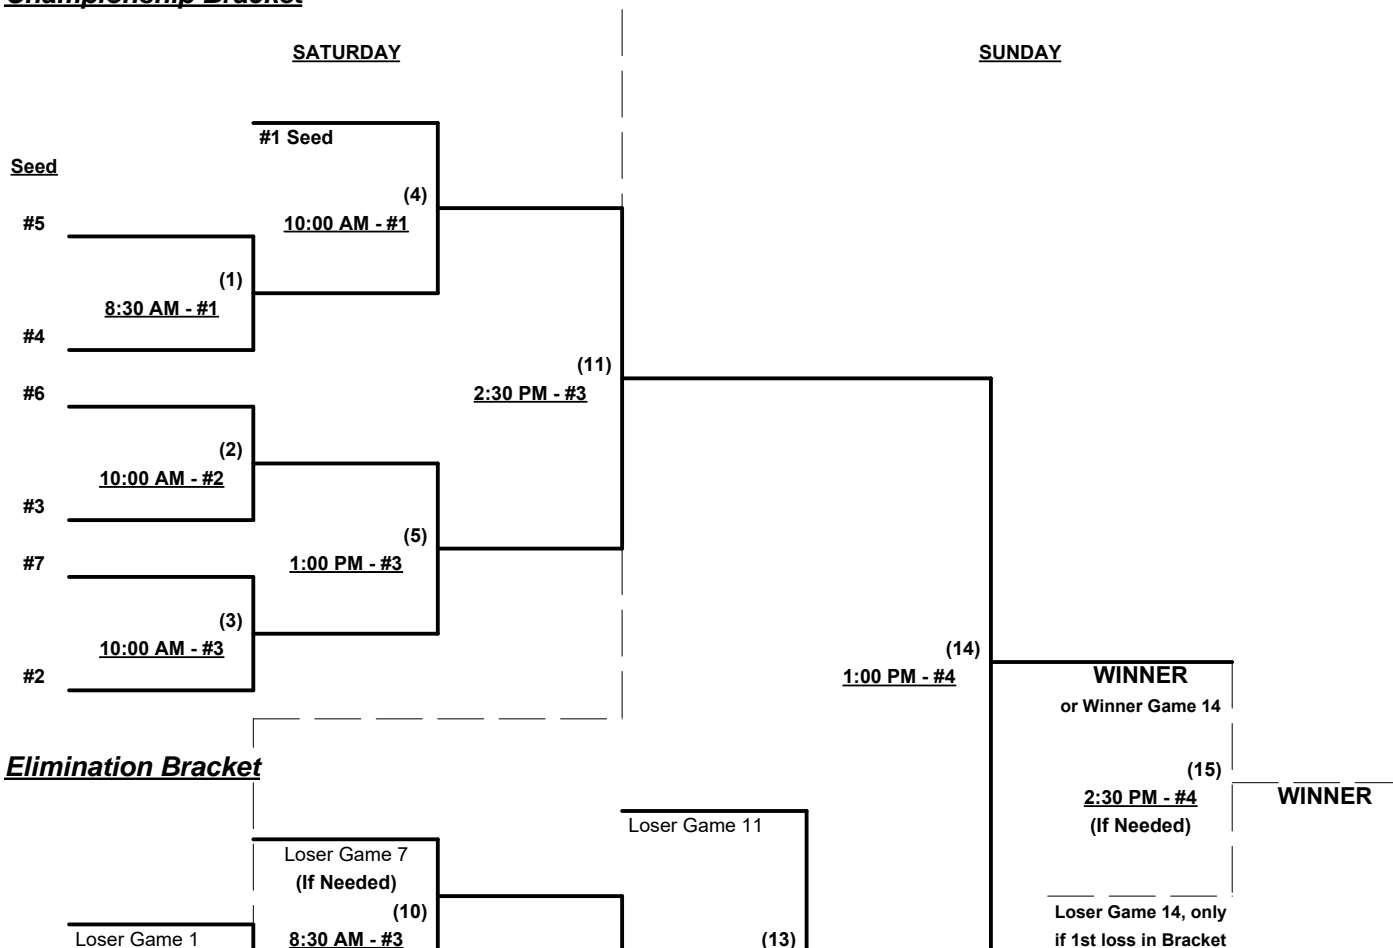 Championship Bracket
SATURDAY
SUNDAY
#1 Seed
Seed
(4)
#5
10:00 AM - #1
(1)
8:30 AM - #1
#4
(11)
#6
2:30 PM - #3
(2)
10:00 AM - #2
#3
(5)
#7
1:00 PM - #3
(3)
10:00 AM - #3
(14)
#2
1:00 PM - #4
WINNER
or Winner Game 14
Elimination Bracket
(15)
2:30 PM - #4
WINNER
(If Needed)
Loser Game 11
Loser Game 7
(If Needed)
(10)
Loser Game 14, only
Loser Game 1
8:30 AM - #3
(13)
if 1st loss in Bracket